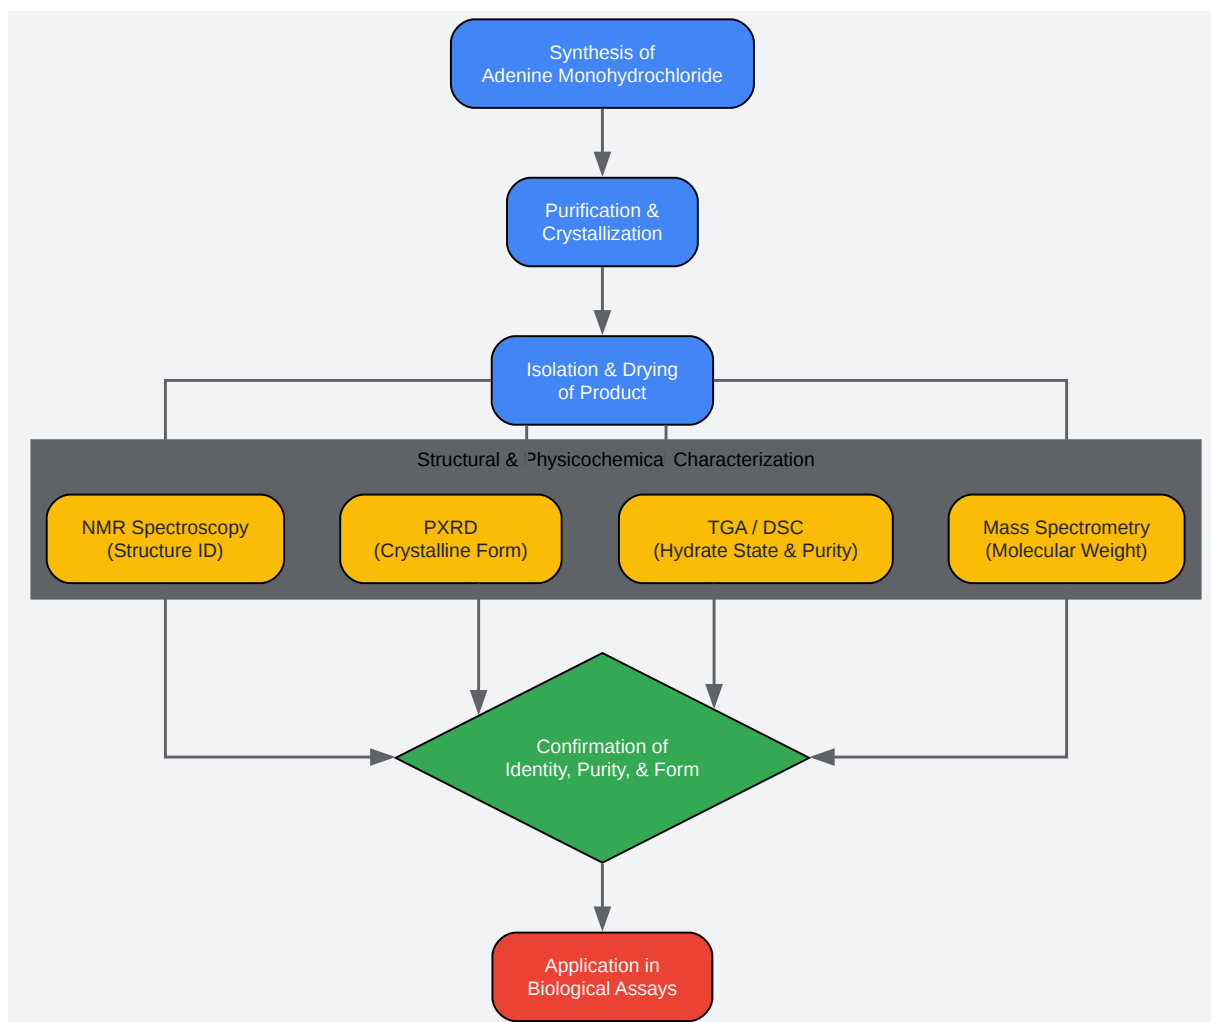 Synthesis of
Adenine Monohydrochloride
Purification &
Crystallization
Isolation & Drying
of Product
Structural & Physicochemical Characterization
NMR Spectroscopy
(Structure ID)
PXRD
(Crystalline Form)
TGA / DSC
(Hydrate State & Purity)
Mass Spectrometry
(Molecular Weight)
Confirmation of
Identity, Purity, & Form
Application in
Biological Assays